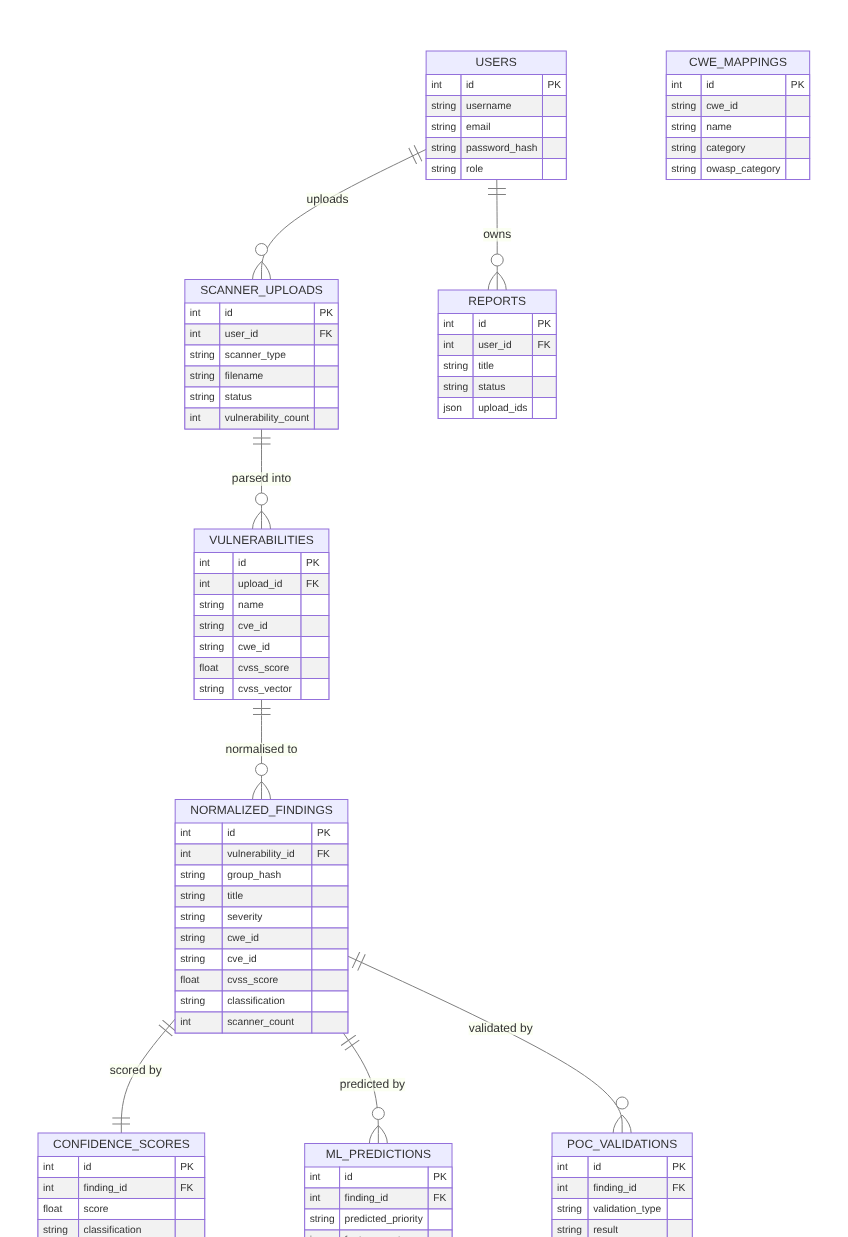 USERS
int id PK
string username
string email
string password_hash
string role
CWE_MAPPINGS
int id PK
string cwe_id
string name
string category
string owasp_category
uploads
owns
SCANNER_UPLOADS
int id PK
int user_id FK
string scanner_type
string filename
string status
int vulnerability_count
REPORTS
int id PK
int user_id FK
string title
string status
json upload_ids
parsed into
VULNERABILITIES
int id PK
int upload_id FK
string name
string cve_id
string cwe_id
float cvss_score
string cvss_vector
normalised to
NORMALIZED_FINDINGS
int id PK
int vulnerability_id FK
string group_hash
string title
string severity
string cwe_id
string cve_id
float cvss_score
string classification
int scanner_count
scored by
predicted by
validated by
CONFIDENCE_SCORES
int id PK
int finding_id FK
float score
string classification
ML_PREDICTIONS
int id PK
int finding_id FK
string predicted_priority
POC_VALIDATIONS
int id PK
int finding_id FK
string validation_type
string result